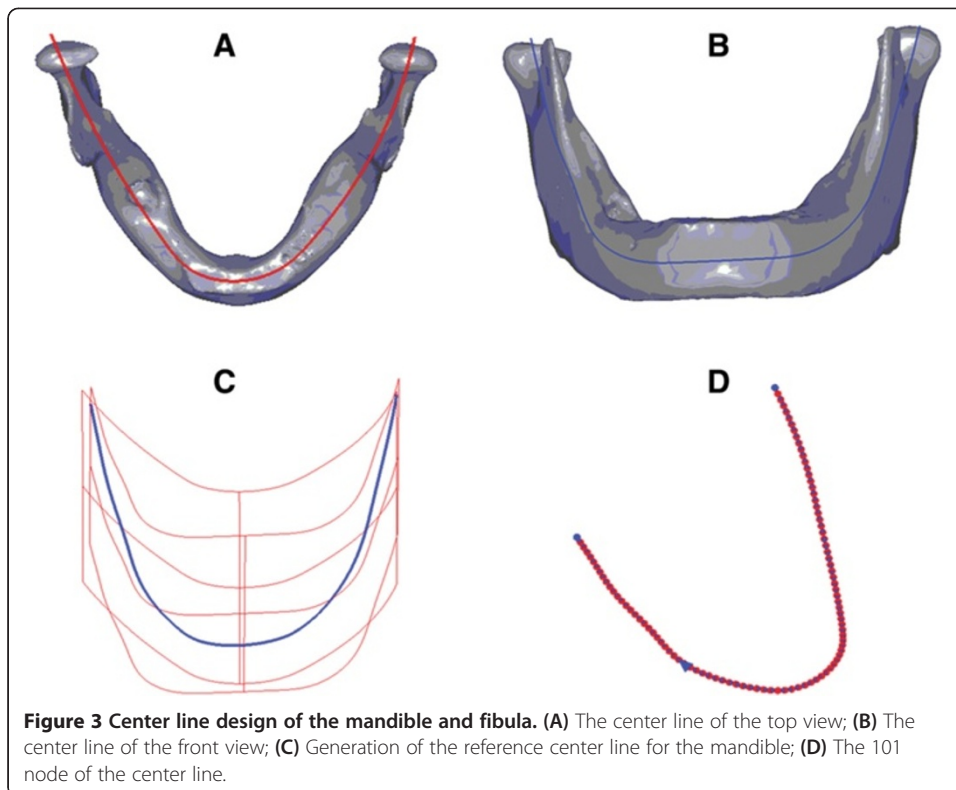 A
B
C
D
Figure 3 Center line design of the mandible and fibula. (A) The center line of the top view; (B) The
center line of the front view; (C) Generation of the reference center line for the mandible; (D) The 101
node of the center line.